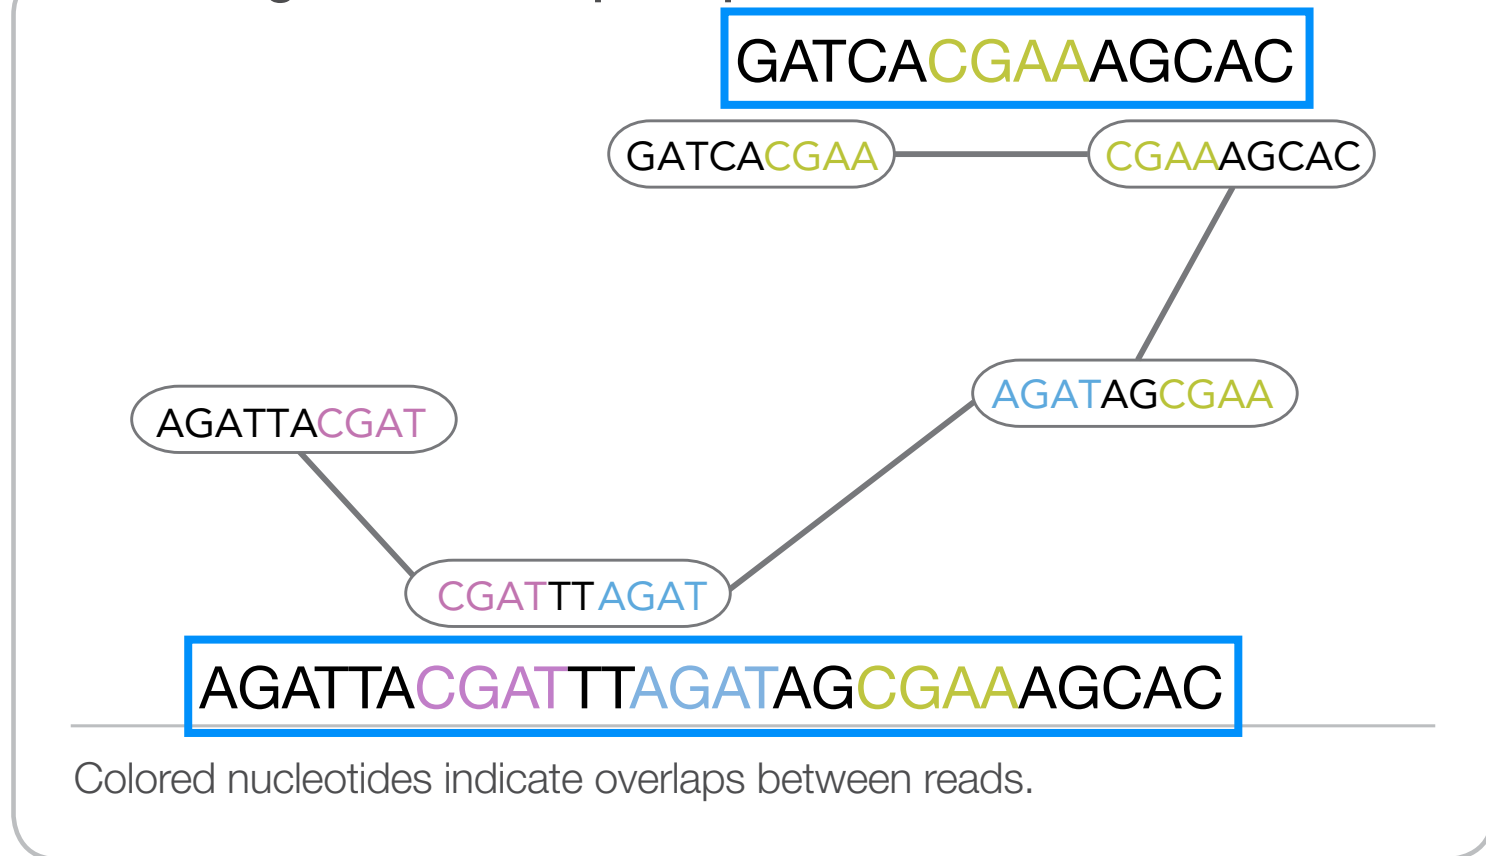 GATCACGAAAGCAC
GATCACGAA CGAAAGCAC
AGATAGCGAA
AGATTACGAT
CGATTTAGAT
AGATTACGATTTAGATAGCGAAAGCAC
Colored nucleotides indicate overlaps between reads.